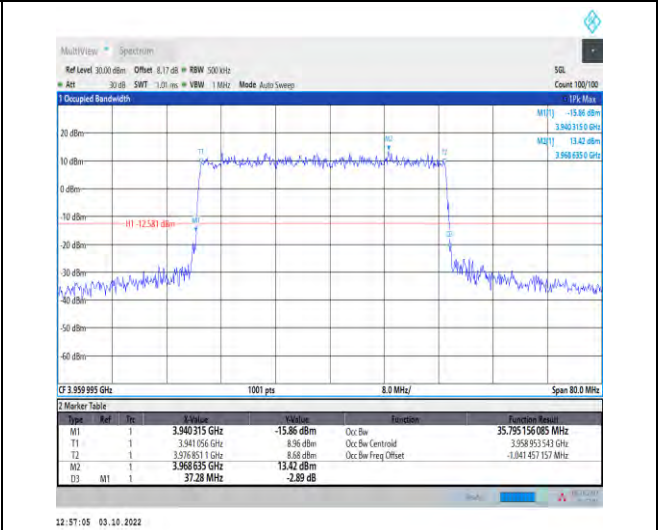 MultiView Spectrum
Ref Level 30.00 dBm Offset 8.17 dB RBW 500 kHz SGL
Att 30 dB SWT 1.01 ms VBW 1 MHz Mode Auto Sweep Count 100/100
1 Occupied Bandwidth 1Pk Max
M1[1] -15.86 dBm
3.940 315 0 GHz
M2[1] 13.42 dBm
3.968 635 0 GHz
20 dBm
T1 M2 T2
10 dBm
0 dBm
-10 dBm
H1 -12.581 dBm M1
-20 dBm
D3
-30 dBm
-40 dBm
-50 dBm
-60 dBm
CF 3.959 995 GHz 1001 pts 8.0 MHz/ Span 80.0 MHz
2 Marker Table
Type Ref Trc X-Value Y-Value Function Function Result
M1 1 3.940 315 GHz -15.86 dBm Occ Bw 35.795 156 085 MHz
T1 1 3.941 056 GHz 8.96 dBm Occ Bw Centroid 3.958 953 543 GHz
T2 1 3.976 851 1 GHz 8.68 dBm Occ Bw Freq Offset -1.041 457 157 MHz
M2 1 3.968 635 GHz 13.42 dBm
D3 M1 1 37.28 MHz -2.89 dB
12:57:05 03.10.2022